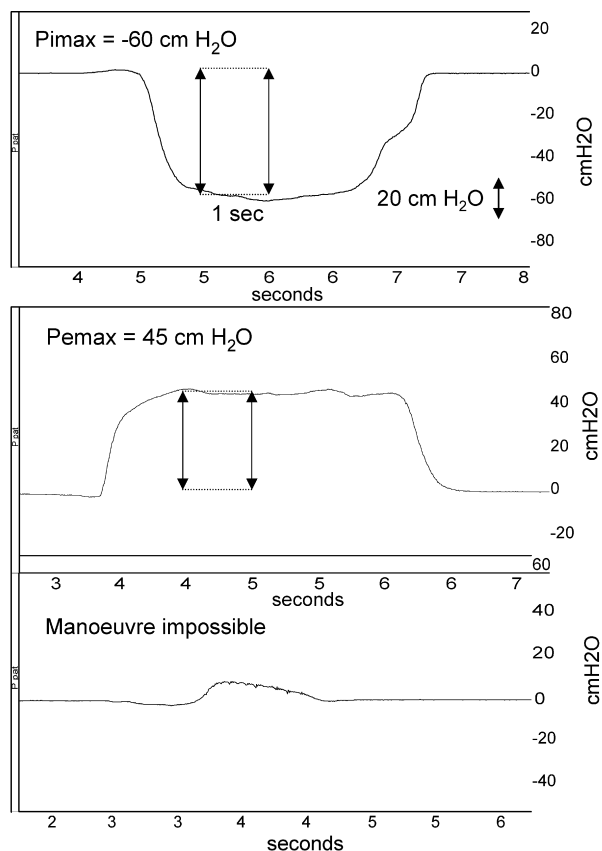 20
Pimax = -60 cm H₂O
0
-20
P pat
-40
cmH2O
20 cm H₂O
-60
1 sec
-80
4 5 5 6 6 7 7 8
seconds
80
Pemax = 45 cm H₂O
60
40
cmH2O
P pat
20
0
-20
60
3 4 4 5 5 6 6 7
seconds
40
Manoeuvre impossible
20
cmH2O
P pat
0
-20
-40
2 3 3 4 4 5 5 6
seconds